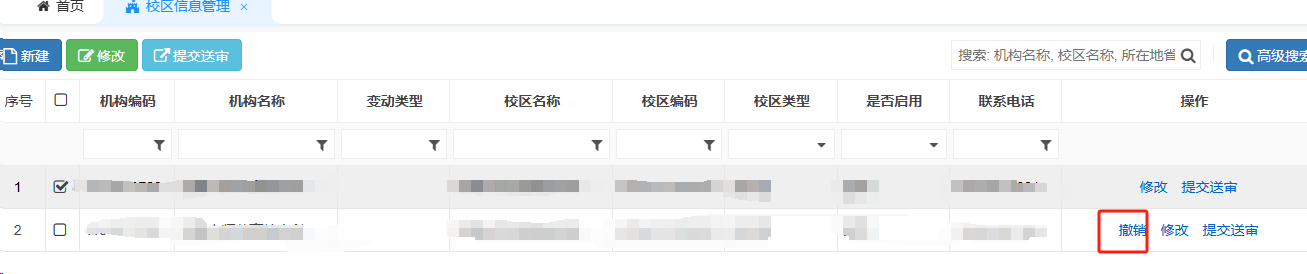 首页 校区信息管理 ×
新建 修改 提交送审 搜索: 机构名称, 校区名称, 所在地省 高级搜索
序号 机构编码 机构名称 变动类型 校区名称 校区编码 校区类型 是否启用 联系电话 操作
1 修改 提交送审
2 撤销 修改 提交送审